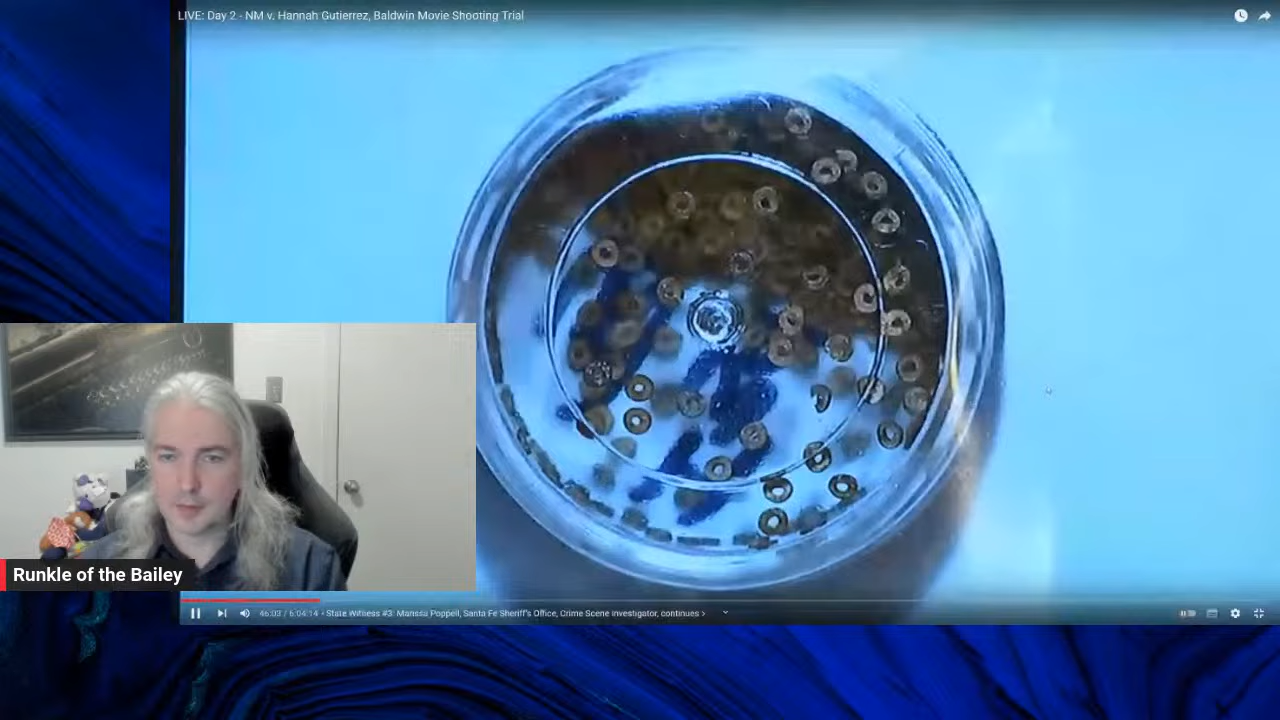 LIVE: Day 2 - NM v. Hannah Gutierrez, Baldwin Movie Shooting Trial
Runkle of the Bailey
46:03 / 6:04:14 • State Witness #3: Marissa Poppell, Santa Fe Sheriff's Office, Crime Scene Investigator, continues >